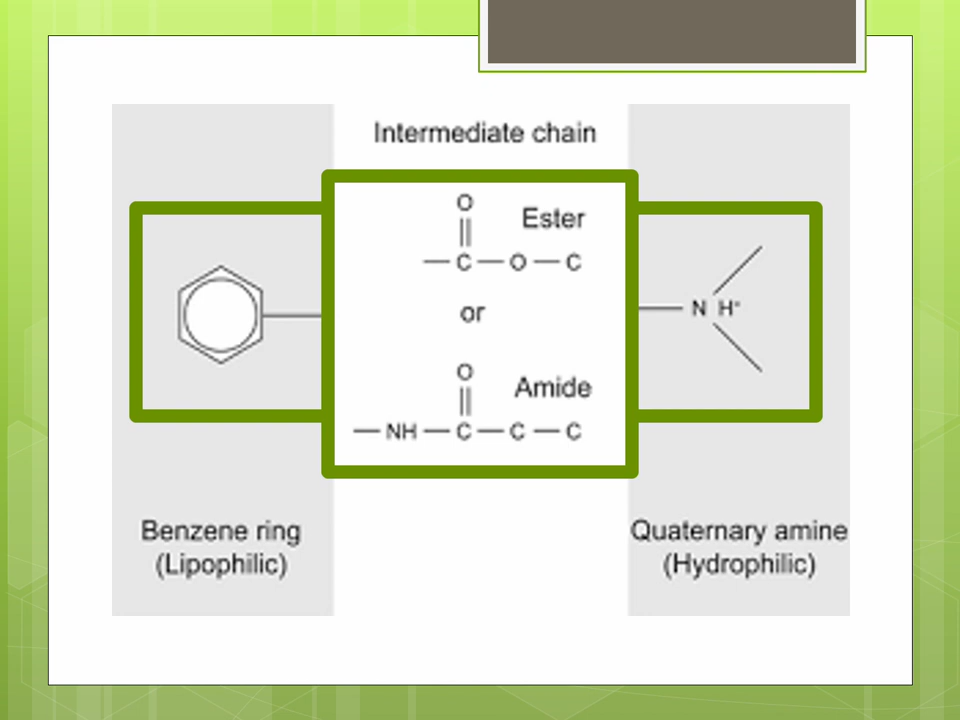 Intermediate chain
O
||
Ester
— C — O — C
or
O
||
Amide
— NH — C — C — C
N H+
Benzene ring
(Lipophilic)
Quaternary amine
(Hydrophilic)